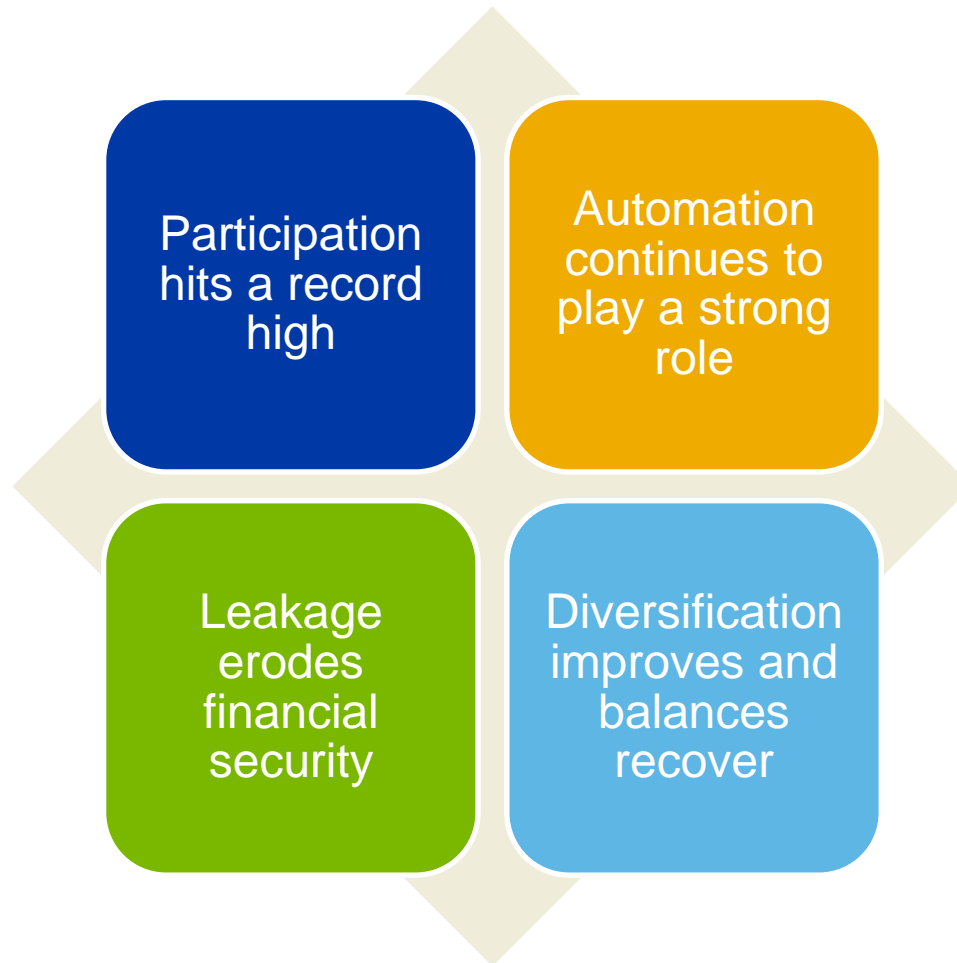 Participation
hits a record
high
Automation
continues to
play a strong
role
Leakage
erodes
financial
security
Diversification
improves and
balances
recover